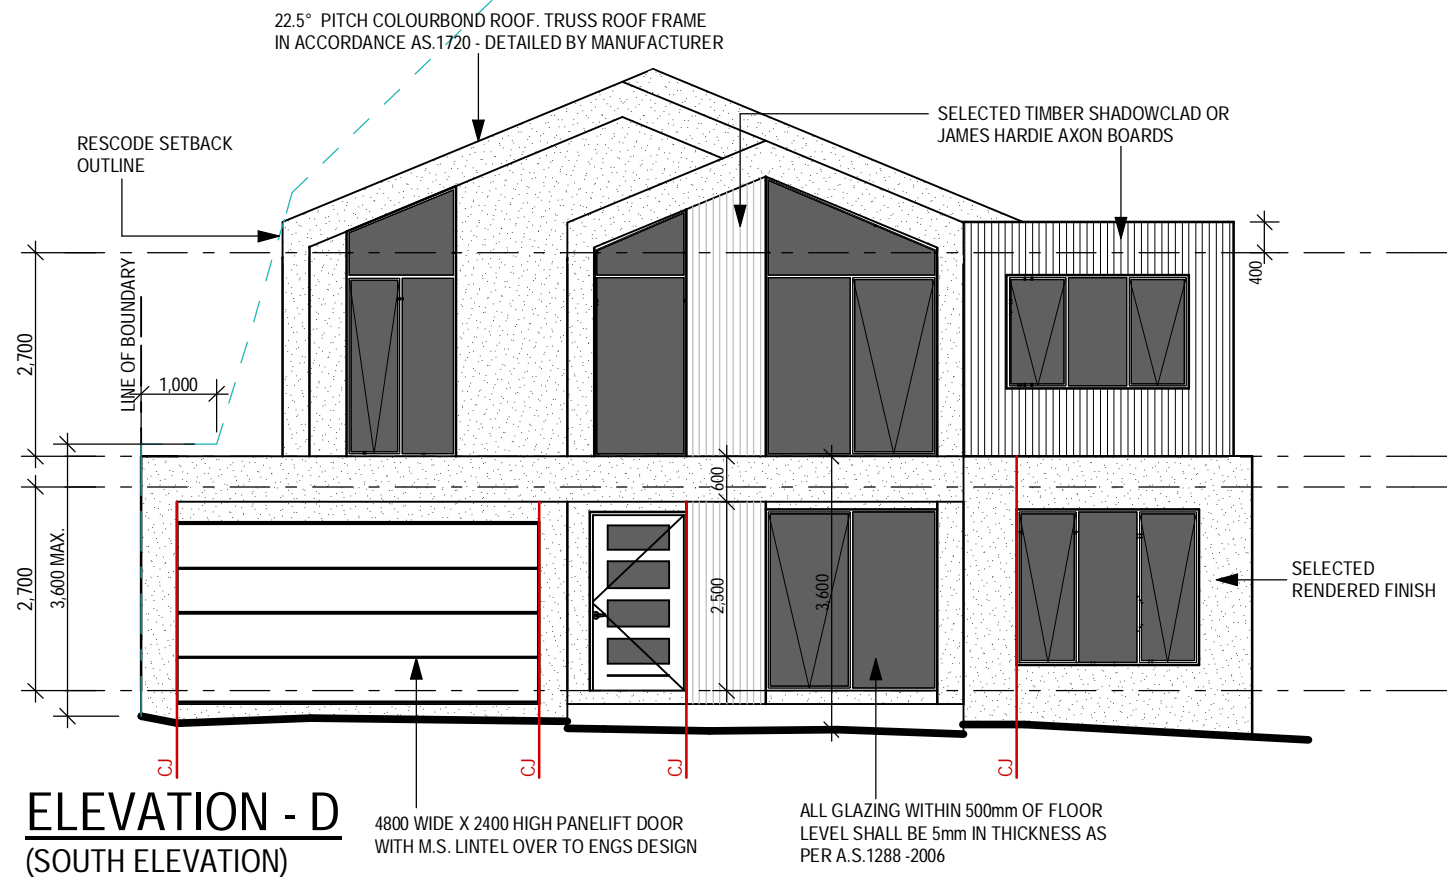 22.5° PITCH COLOURBOND ROOF. TRUSS ROOF FRAME
IN ACCORDANCE AS.1720 - DETAILED BY MANUFACTURER
SELECTED TIMBER SHADOWCLAD OR
JAMES HARDIE AXON BOARDS
RESCODE SETBACK
OUTLINE
LINE OF BOUNDARY
2,700
1,000
400
2,700
3,600 MAX.
600
2,500
3,600
SELECTED
RENDERED FINISH
CJ
CJ
CJ
CJ
ELEVATION - D
(SOUTH ELEVATION)
4800 WIDE X 2400 HIGH PANELIFT DOOR
WITH M.S. LINTEL OVER TO ENGS DESIGN
ALL GLAZING WITHIN 500mm OF FLOOR
LEVEL SHALL BE 5mm IN THICKNESS AS
PER A.S.1288 -2006